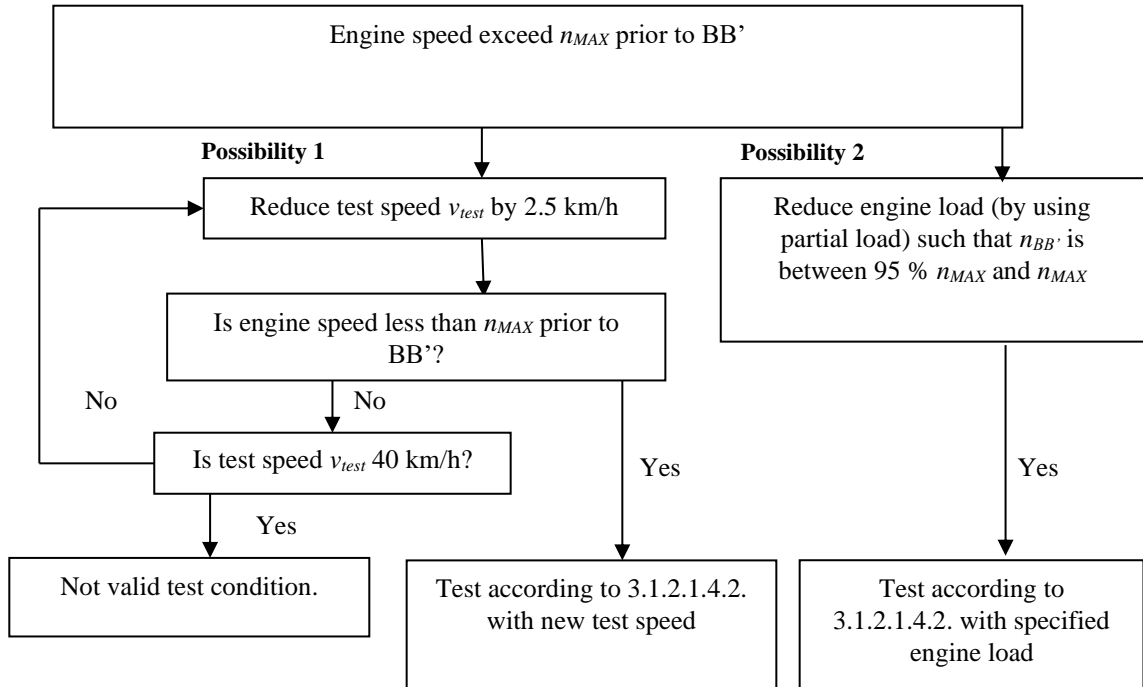 Engine speed exceed nMAX prior to BB’
Possibility 1
Possibility 2
Reduce test speed vtest by 2.5 km/h
Reduce engine load (by using
partial load) such that nBB’ is
between 95 % nMAX and nMAX
Is engine speed less than nMAX prior to
BB’?
No
No
Is test speed vtest 40 km/h?
Yes
Yes
Yes
Not valid test condition.
Test according to 3.1.2.1.4.2.
with new test speed
Test according to
3.1.2.1.4.2. with specified
engine load